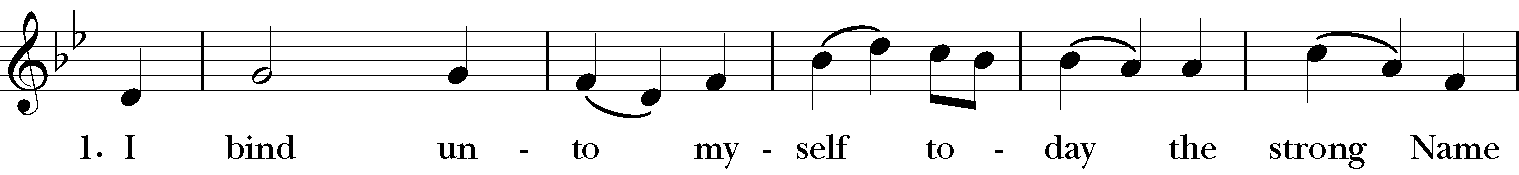 1. I bind un - to my - self to - day the strong Name